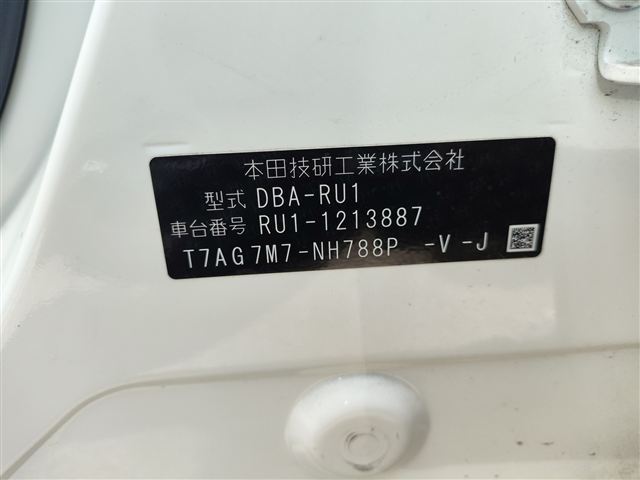 本田技研工業株式会社
型式 DBA-RU1
車台番号 RU1-1213887
T7AG7M7-NH788P -V-J